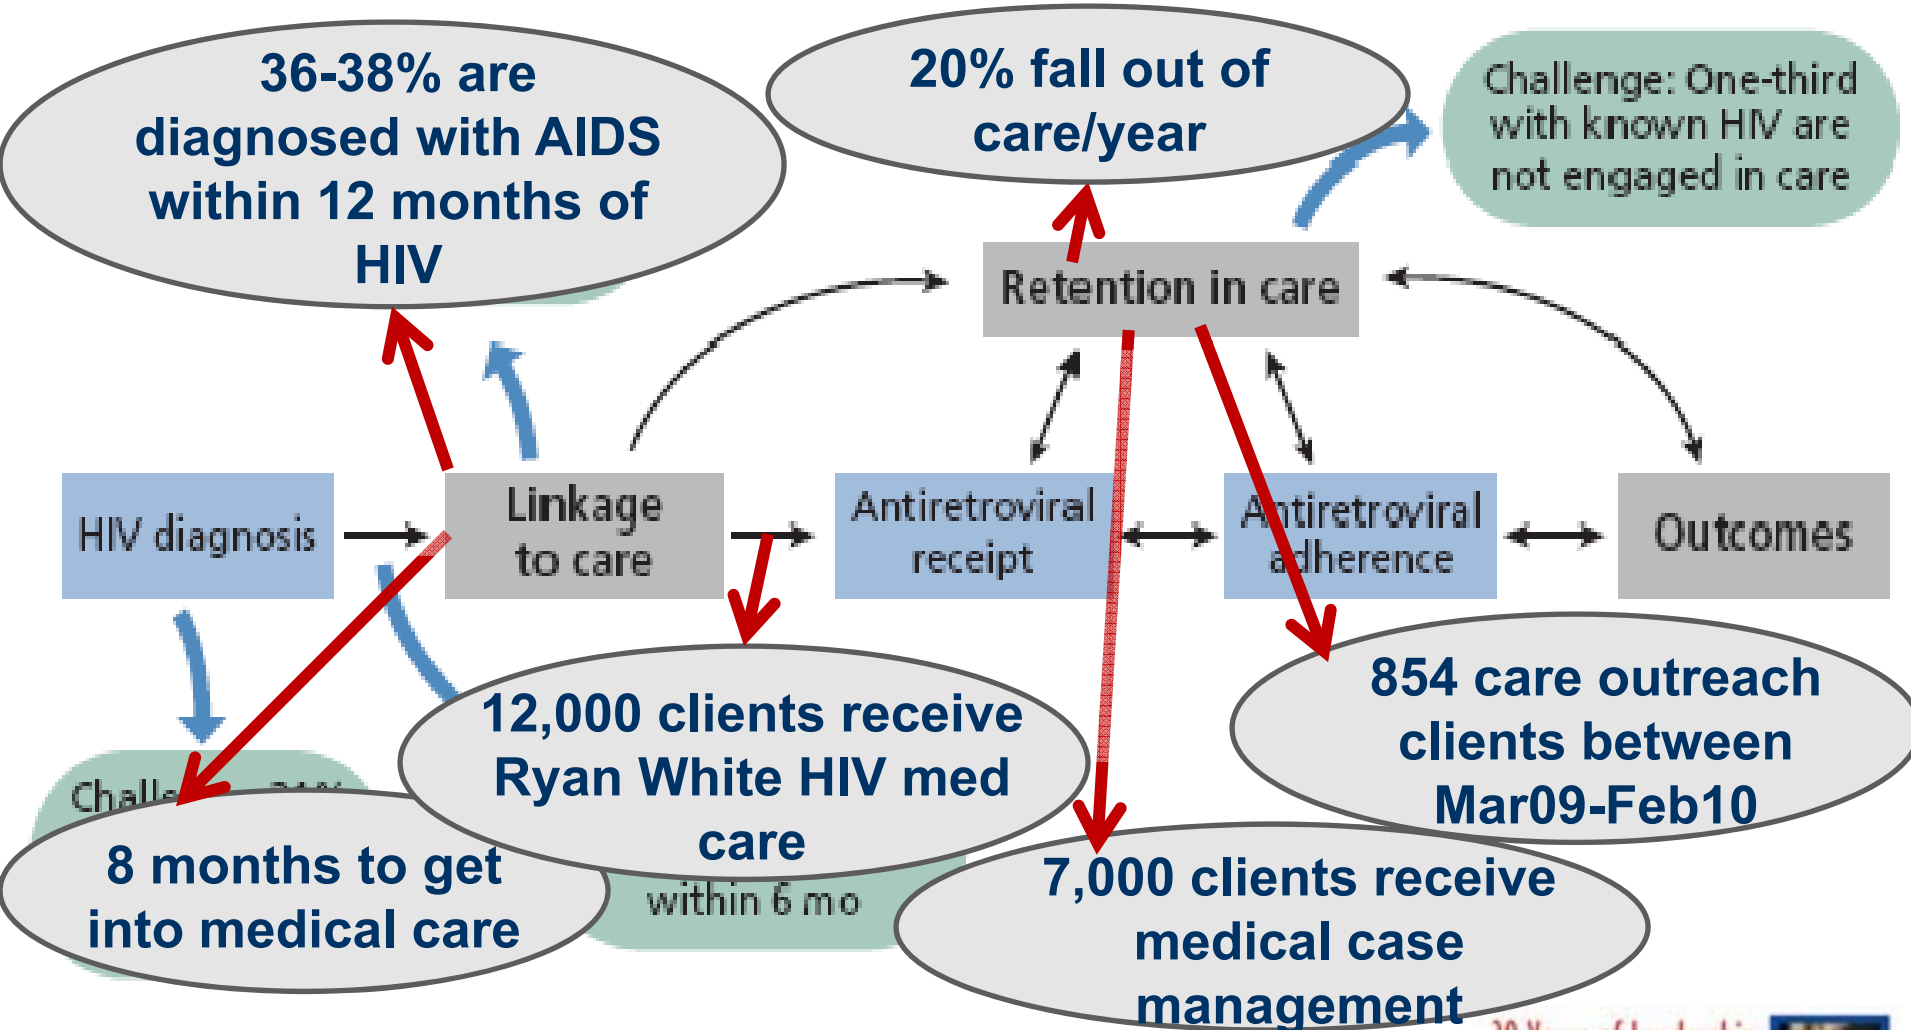 36-38% are
diagnosed with AIDS
within 12 months of
HIV
20% fall out of
care/year
Challenge: One-third
with known HIV are
not engaged in care
Retention in care
HIV diagnosis
Linkage
to care
Antiretroviral
receipt
Antiretroviral
adherence
Outcomes
12,000 clients receive
Ryan White HIV med
care
854 care outreach
clients between
Mar09-Feb10
8 months to get
into medical care
within 6 mo
7,000 clients receive
medical case
management